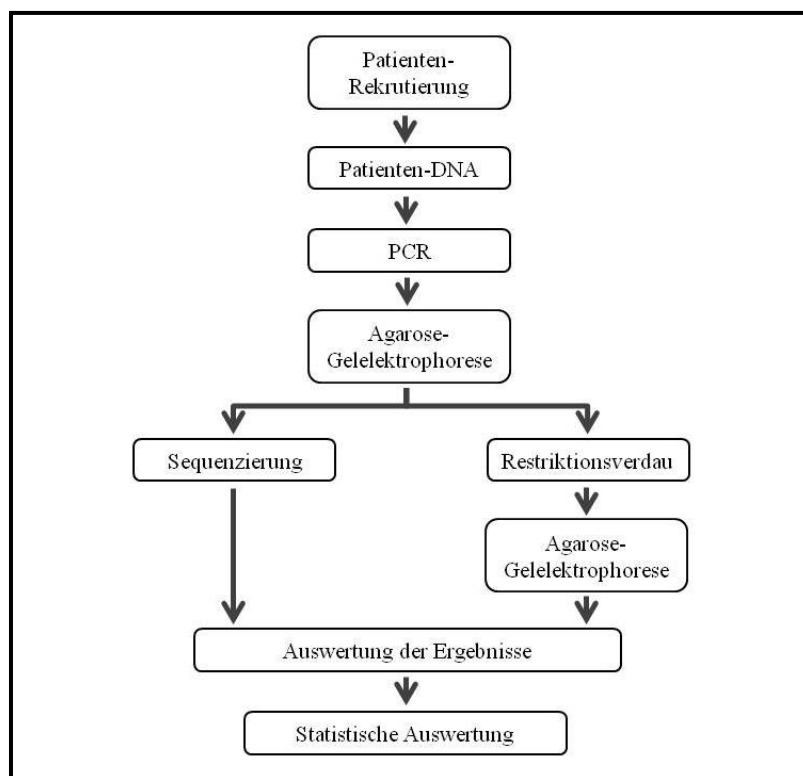 Patienten-
Rekrutierung
Patienten-DNA
PCR
Agarose-
Gelelektrophorese
Sequenzierung
Restriktionsverdau
Agarose-
Gelelektrophorese
Auswertung der Ergebnisse
Statistische Auswertung